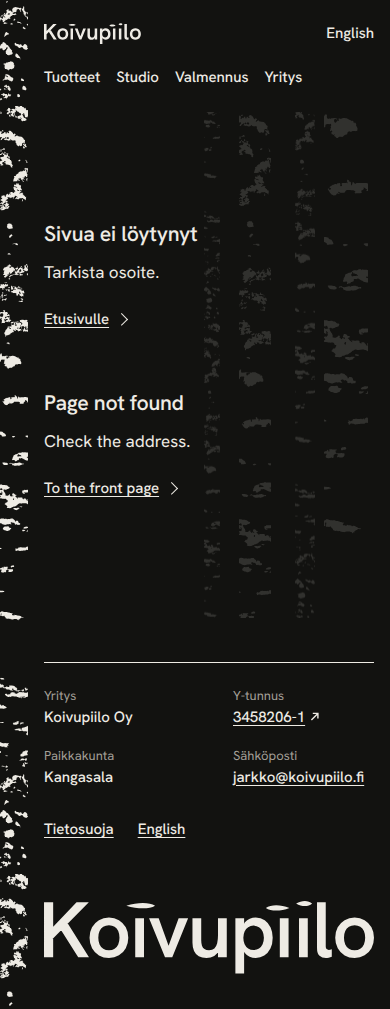 Koivupiilo
English
Tuotteet Studio Valmennus Yritys
Sivua ei löytynyt
Tarkista osoite.
Etusivulle
Page not found
Check the address.
To the front page
Yritys
Koivupiilo Oy
Y-tunnus
3458206-1
Paikkakunta
Kangasala
Sähköposti
jarkko@koivupiilo.fi
Tietosuoja English
Koivupiilo